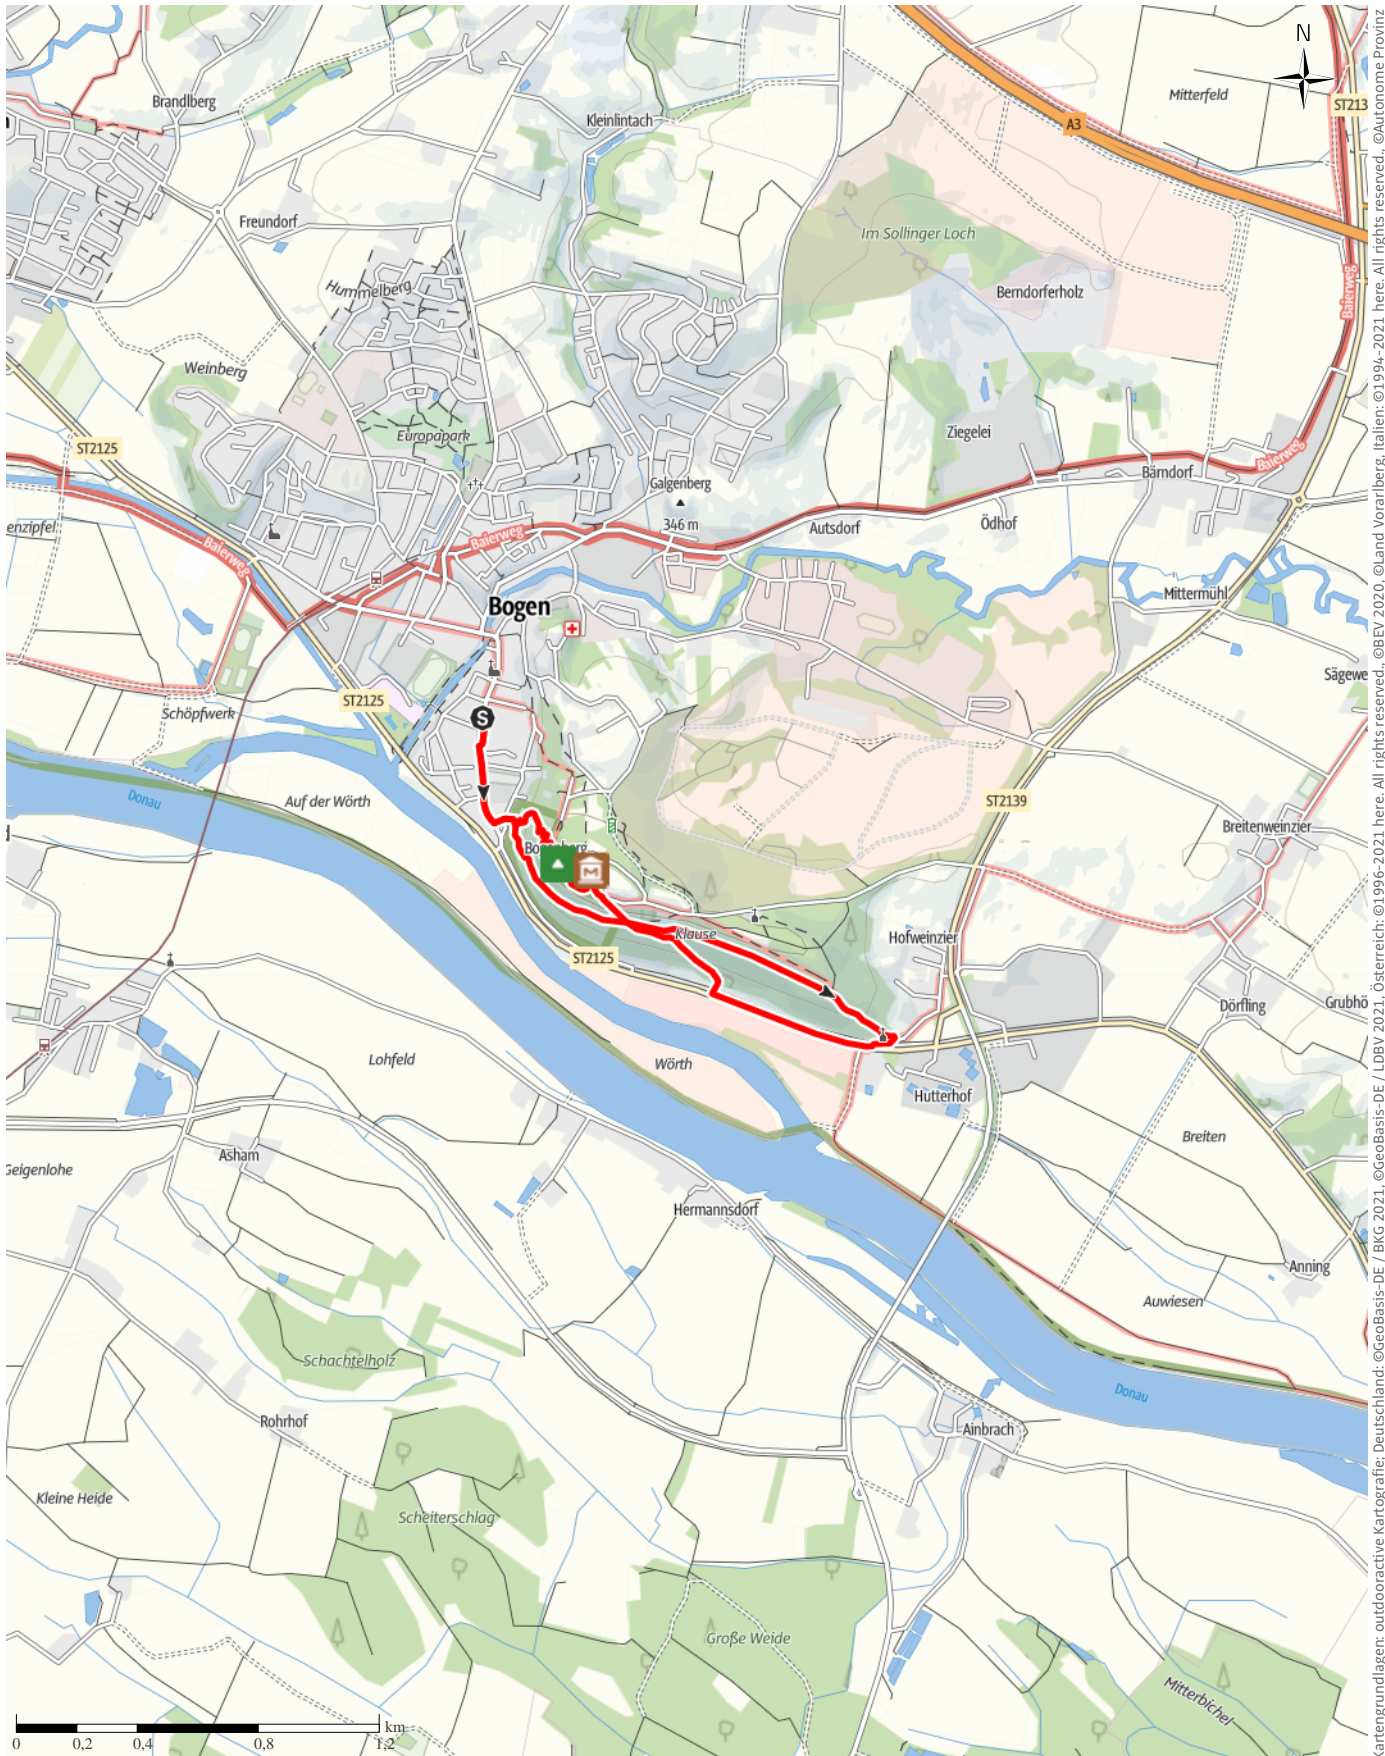 N
Mitterfeld
ST213
Brandlberg
A3
Kleinlintach
Freundorf
Im Sollinger Loch
Hummelberg
Berndorferholz
Baierweg
Weinberg
Europapark
Ziegelei
ST2125
Baierweg
Bärndorf
Galgenberg
346 m
enzipfel
Autsdorf
Ödhof
Baierweg
Baierweg
Mittermühl
Bogen
Sägewe
ST2125
Schöpfwerk
S
Donau
Auf der Wörth
ST2139
Breitenweinzier
Bogenberg
d
Klause
Hofweinzier
ST2125
Dörfling
Grubhö
Lohfeld
Wörth
Hutterhof
Breiten
Asham
Geigenlohe
Hermannsdorf
Anning
Auwiesen
Schachtelholz
Donau
Rohrhof
Ainbrach
Kleine Heide
Scheiterschlag
Große Weide
Mitterbichel
km
0 0,2 0,4 0,8 1,2
artengrundlagen: outdooractive Kartografie; Deutschland: ©GeoBasis-DE / BKG 2021, ©GeoBasis-DE / LDBV 2021, Österreich: ©1996-2021 here. All rights reserved., ©BEV 2020, ©Land Vorarlberg, Italien: ©1994-2021 here. All rights reserved., ©Autonome Provinz